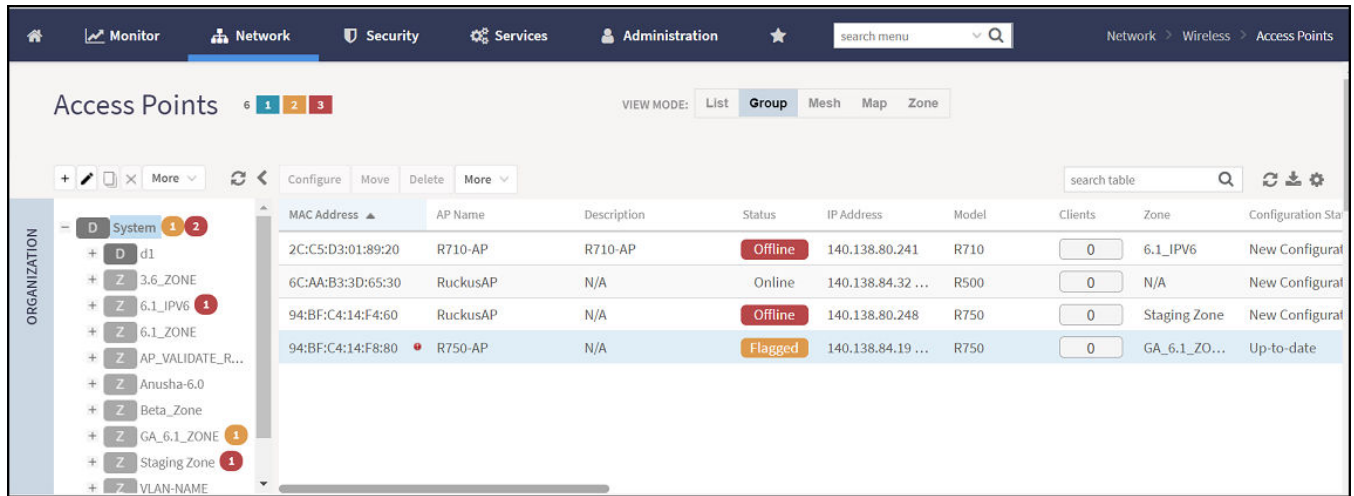 Monitor Network Security Services Administration search menu Network > Wireless > Access Points
Access Points 6 1 2 3 VIEW MODE: List Group Mesh Map Zone
+ More Configure Move Delete More search table
ORGANIZATION
D System 1 2
+ D d1
+ Z 3.6_ZONE
+ Z 6.1_IPV6 1
+ Z 6.1_ZONE
+ Z AP_VALIDATE_R...
+ Z Anusha-6.0
+ Z Beta_Zone
+ Z GA_6.1_ZONE 1
+ Z Staging Zone 1
+ Z VLAN-NAME
MAC Address AP Name Description Status IP Address Model Clients Zone Configuration Sta
2C:C5:D3:01:89:20 R710-AP R710-AP Offline 140.138.80.241 R710 0 6.1_IPV6 New Configurat
6C:AA:B3:3D:65:30 RuckusAP N/A Online 140.138.84.32 ... R500 0 N/A New Configurat
94:BF:C4:14:F4:60 RuckusAP N/A Offline 140.138.80.248 R750 0 Staging Zone New Configurat
94:BF:C4:14:F8:80 R750-AP N/A Flagged 140.138.84.19 ... R750 0 GA_6.1_ZO... Up-to-date